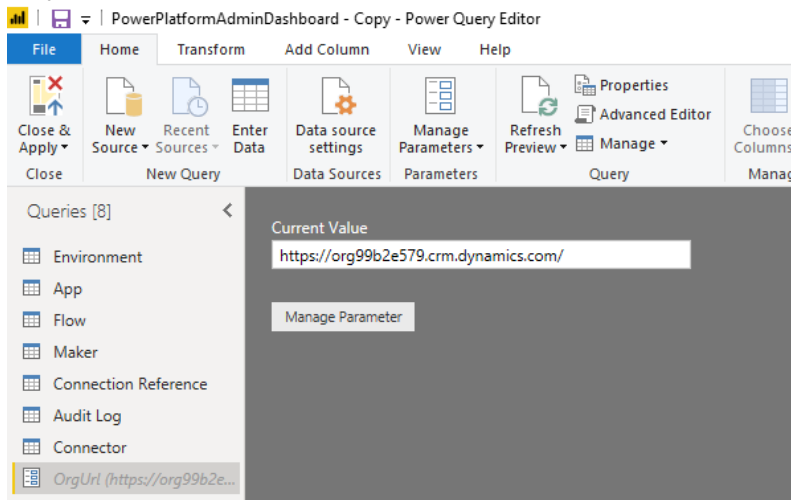 PowerPlatformAdminDashboard - Copy - Power Query Editor
File Home Transform Add Column View Help
Close & Apply
New Source
Recent Sources
Enter Data
Data source settings
Manage Parameters
Refresh Preview
Properties
Advanced Editor
Manage
Choose Columns
Close New Query Data Sources Parameters Query Manag
Queries [8]
Current Value
https://org99b2e579.crm.dynamics.com/
Manage Parameter
Environment
App
Flow
Maker
Connection Reference
Audit Log
Connector
OrgUrl (https://org99b2e...